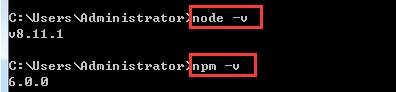 C:\Users\Administrator>node -v
v8.11.1
C:\Users\Administrator>npm -v
6.0.0